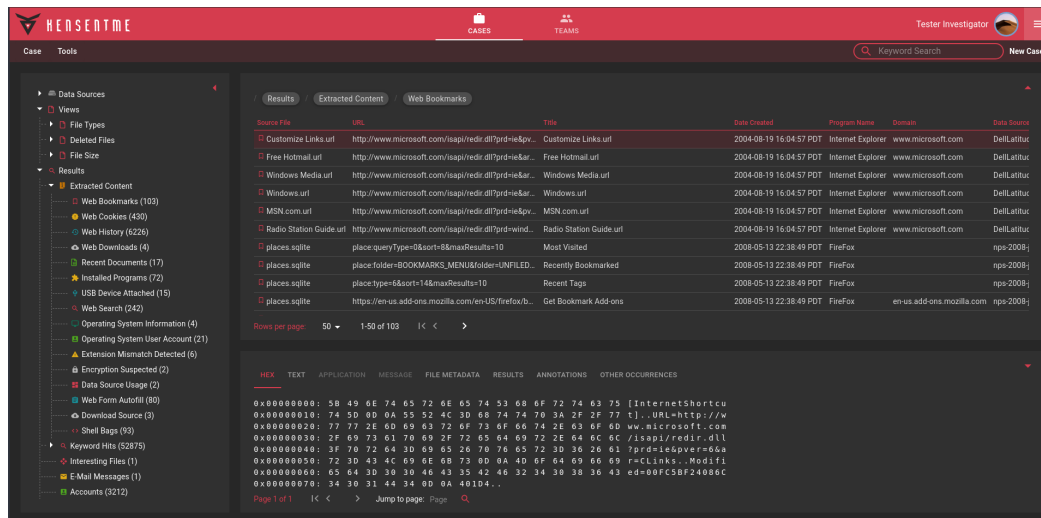 HENSENTME
CASES
TEAMS
Tester Investigator
Case Tools
Keyword Search
New Case
Data Sources
Views
File Types
Deleted Files
File Size
Results
Extracted Content
Web Bookmarks (103)
Web Cookies (430)
Web History (6226)
Web Downloads (4)
Recent Documents (17)
Installed Programs (72)
USB Device Attached (15)
Web Search (242)
Operating System Information (4)
Operating System User Account (21)
Extension Mismatch Detected (6)
Encryption Suspected (2)
Data Source Usage (2)
Web Form Autofill (80)
Download Source (3)
Shell Bags (93)
Keyword Hits (52875)
Interesting Files (1)
E-Mail Messages (1)
Accounts (3212)
/ Results / Extracted Content / Web Bookmarks
Source File URL Title Date Created Program Name Domain Data Source
Customize Links.url http://www.microsoft.com/isapi/redir.dll?prd=ie&pv... Customize Links.url 2004-08-19 16:04:57 PDT Internet Explorer www.microsoft.com DellLatituc
Free Hotmail.url http://www.microsoft.com/isapi/redir.dll?prd=ie&ar... Free Hotmail.url 2004-08-19 16:04:57 PDT Internet Explorer www.microsoft.com DellLatituc
Windows Media.url http://www.microsoft.com/isapi/redir.dll?prd=ie&ar... Windows Media.url 2004-08-19 16:04:57 PDT Internet Explorer www.microsoft.com DellLatituc
Windows.url http://www.microsoft.com/isapi/redir.dll?prd=ie&ar... Windows.url 2004-08-19 16:04:57 PDT Internet Explorer www.microsoft.com DellLatituc
MSN.com.url http://www.microsoft.com/isapi/redir.dll?prd=ie&pv... MSN.com.url 2004-08-19 16:04:57 PDT Internet Explorer www.microsoft.com DellLatituc
Radio Station Guide.url http://www.microsoft.com/isapi/redir.dll?prd=wind... Radio Station Guide.url 2004-08-19 16:04:57 PDT Internet Explorer www.microsoft.com DellLatituc
places.sqlite place:queryType=0&sort=8&maxResults=10 Most Visited 2008-05-13 22:38:49 PDT FireFox nps-2008-j
places.sqlite place:folder=BOOKMARKS_MENU&folder=UNFILED... Recently Bookmarked 2008-05-13 22:38:49 PDT FireFox nps-2008-j
places.sqlite place:type=6&sort=14&maxResults=10 Recent Tags 2008-05-13 22:38:49 PDT FireFox nps-2008-j
places.sqlite https://en-us.add-ons.mozilla.com/en-US/firefox/b... Get Bookmark Add-ons 2008-05-13 22:38:49 PDT FireFox en-us.add-ons.mozilla.com nps-2008-j
Rows per page: 50 1-50 of 103
HEX TEXT APPLICATION MESSAGE FILE METADATA RESULTS ANNOTATIONS OTHER OCCURRENCES
0x00000000: 5B 49 6E 74 65 72 6E 65 74 53 68 6F 72 74 63 75 [InternetShortcu
0x00000010: 74 5D 0D 0A 55 52 4C 3D 68 74 74 70 3A 2F 2F 77 t]..URL=http://w
0x00000020: 77 77 2E 6D 69 63 72 6F 73 6F 66 74 2E 63 6F 6D ww.microsoft.com
0x00000030: 2F 69 73 61 70 69 2F 72 65 64 69 72 2E 64 6C 6C /isapi/redir.dll
0x00000040: 3F 70 72 64 3D 69 65 26 70 76 65 72 3D 36 26 61 ?prd=ie&pver=6&a
0x00000050: 72 3D 43 4C 69 6E 6B 73 0D 0A 4D 6F 64 69 66 69 r=CLinks..Modifi
0x00000060: 65 64 3D 30 30 46 43 35 42 46 32 34 30 38 36 43 ed=00FC5BF24086C
0x00000070: 34 30 31 44 34 0D 0A 401D4..
Page 1 of 1 Jump to page: Page